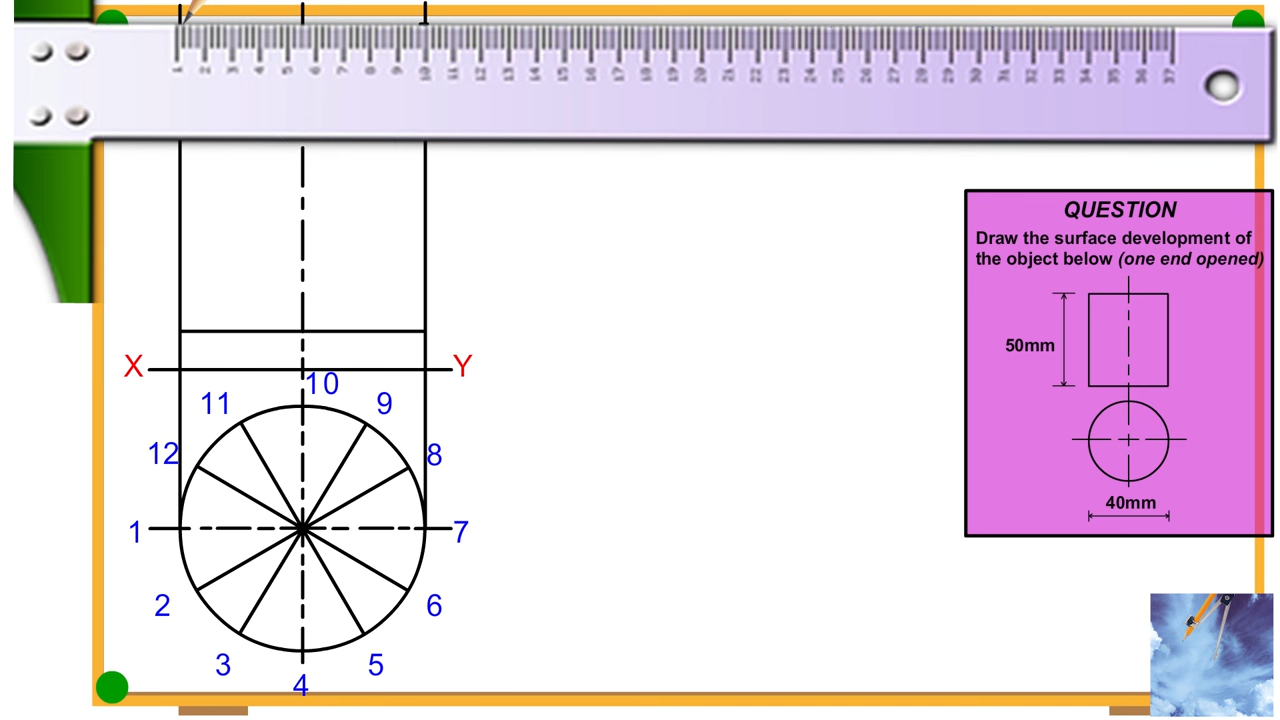 1 2 3 4 5 6 7 8 9 10 11 12 13 14 15 16 17 18 19 20 21 22 23 24 25 26 27 28 29 30 31 32 33 34 35 36 37
QUESTION
Draw the surface development of
the object below (one end opened)
50mm
40mm
X Y
10
11 9
12 8
1 7
2 6
3 5
4